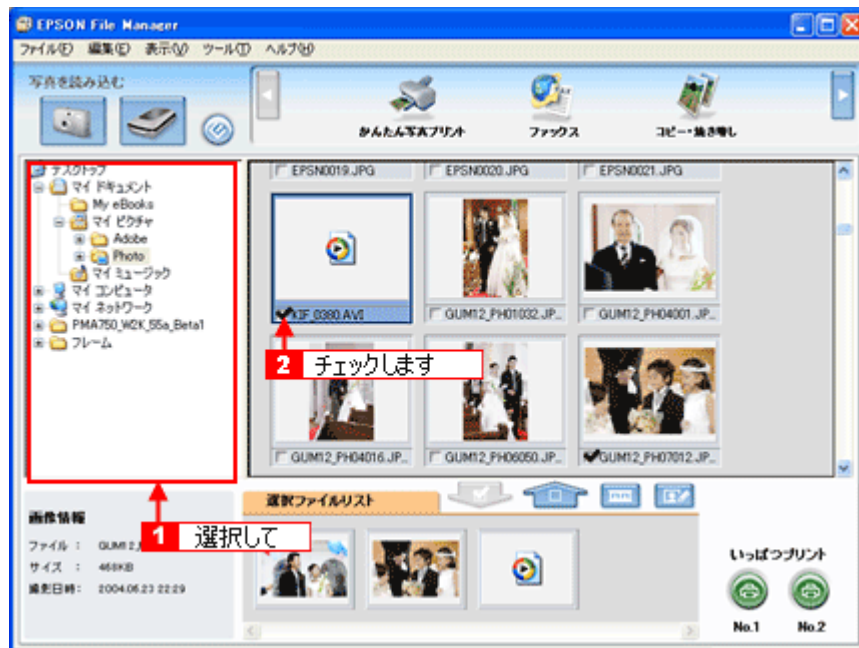 EPSON File Manager
ファイル(F) 編集(E) 表示(V) ツール(T) ヘルプ(H)
写真を読み込む
かんたん写真プリント ファックス コピー・焼き増し
デスクトップ
マイ ドキュメント
My eBooks
マイ ピクチャ
Adobe
Photo
マイ ミュージック
マイ コンピュータ
マイ ネットワーク
PMA750_W2K_S5a_Beta1
フレーム
EPSN0019.JPG EPSN0020.JPG EPSN0021.JPG
KIF_0380.AVI GUM12_PH01032.JP... GUM12_PH04001.JP...
2 チェックします
GUM12_PH04016.JP... GUM12_PH06050.JP... GUM12_PH07012.JP...
選択ファイルリスト
画像情報
1 選択して
ファイル : GUM12
サイズ : 468KB
撮影日時: 2004.06.23 22:29
いっぱつプリント
No.1 No.2